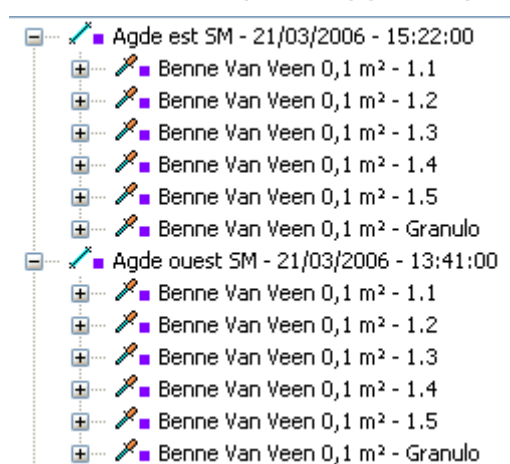 Agde est SM - 21/03/2006 - 15:22:00
Benne Van Veen 0,1 m² - 1.1
Benne Van Veen 0,1 m² - 1.2
Benne Van Veen 0,1 m² - 1.3
Benne Van Veen 0,1 m² - 1.4
Benne Van Veen 0,1 m² - 1.5
Benne Van Veen 0,1 m² - Granulo
Agde ouest SM - 21/03/2006 - 13:41:00
Benne Van Veen 0,1 m² - 1.1
Benne Van Veen 0,1 m² - 1.2
Benne Van Veen 0,1 m² - 1.3
Benne Van Veen 0,1 m² - 1.4
Benne Van Veen 0,1 m² - 1.5
Benne Van Veen 0,1 m² - Granulo